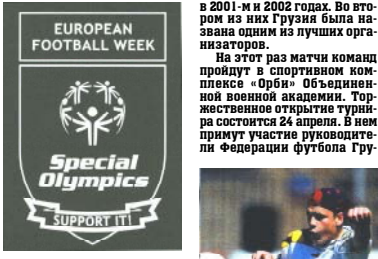 EUROPEAN
FOOTBALL WEEK
Special
Olympics
SUPPORT IT!
в 2001-м и 2002 годах. Во вто-
ром из них Грузия была на-
звана одним из лучших орга-
низаторов.
На этот раз матчи команд
пройдут в спортивном ком-
плексе «Орби» Объединен-
ной военной академии. Тор-
жественное открытие турни-
ра состоится 24 апреля. В нем
примут участие руководите-
ли Федерации футбола Гру-